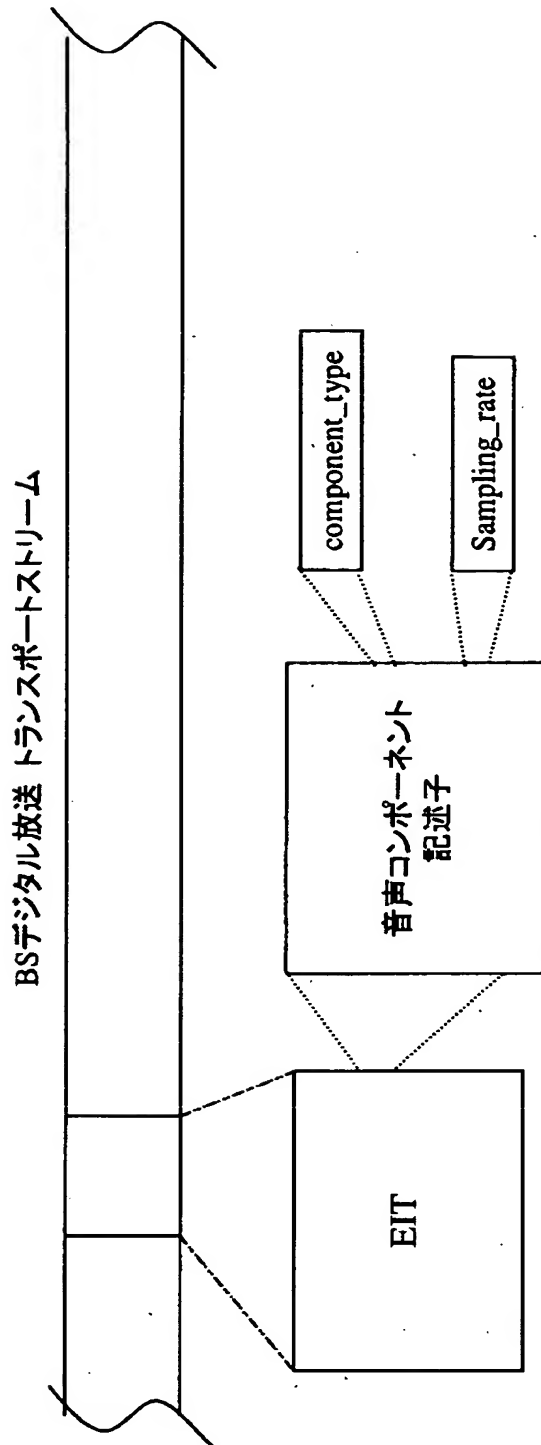 BSデジタル放送 トランスポートストリーム
EIT
音声コンポーネント
記述子
component_type
Sampling_rate